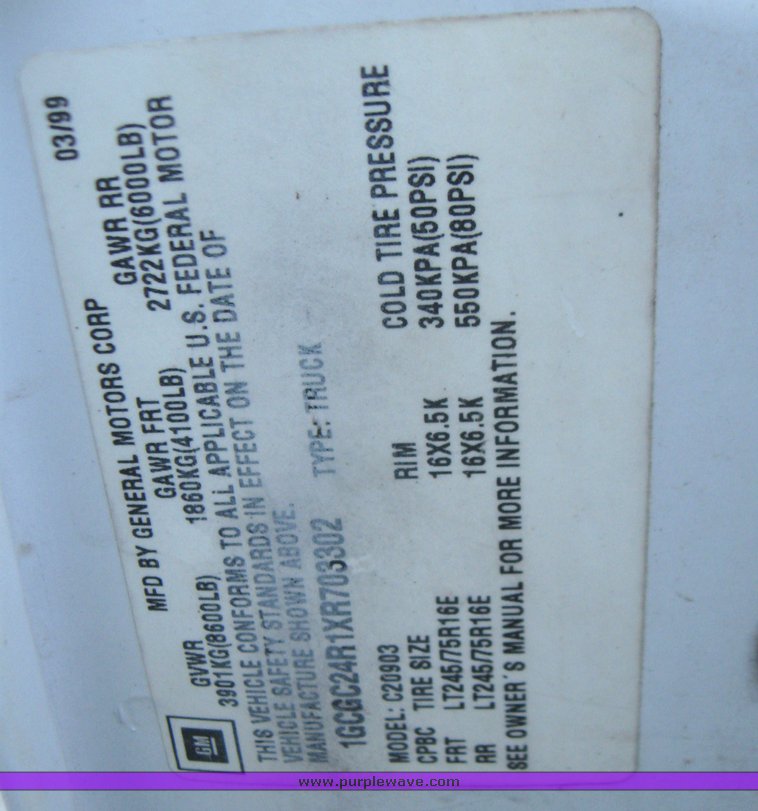 MFD BY GENERAL MOTORS CORP 03/99
GM
GVWR GAWR FRT GAWR RR
3901KG(8600LB) 1860KG(4100LB) 2722KG(6000LB)
THIS VEHICLE CONFORMS TO ALL APPLICABLE U.S. FEDERAL MOTOR
VEHICLE SAFETY STANDARDS IN EFFECT ON THE DATE OF
MANUFACTURE SHOWN ABOVE.
1GCGC24R1XR703302 TYPE: TRUCK
MODEL: C20903
CPBC TIRE SIZE RIM COLD TIRE PRESSURE
FRT LT245/75R16E 16X6.5K 340KPA(50PSI)
RR LT245/75R16E 16X6.5K 550KPA(80PSI)
SEE OWNER'S MANUAL FOR MORE INFORMATION.
www.purplewave.com